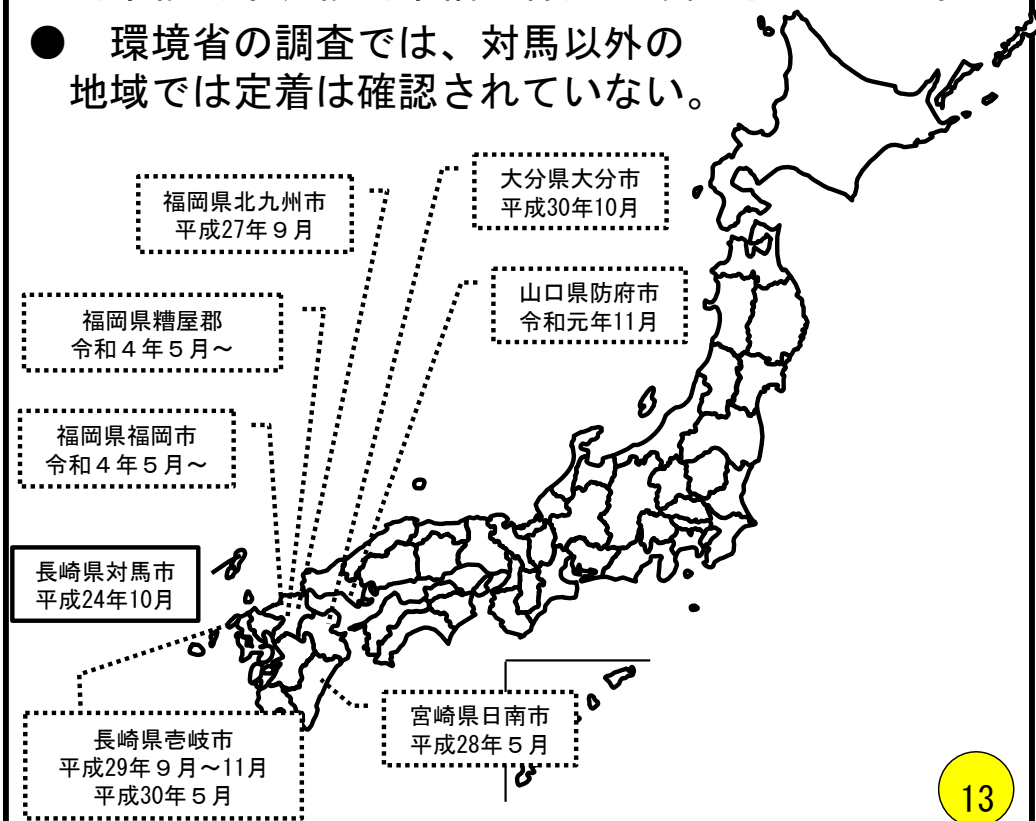 ● 環境省の調査では、対馬以外の
地域では定着は確認されていない。
福岡県北九州市
平成27年９月
大分県大分市
平成30年10月
福岡県糟屋郡
令和４年５月～
山口県防府市
令和元年11月
福岡県福岡市
令和４年５月～
長崎県対馬市
平成24年10月
長崎県壱岐市
平成29年９月～11月
平成30年５月
宮崎県日南市
平成28年５月
13